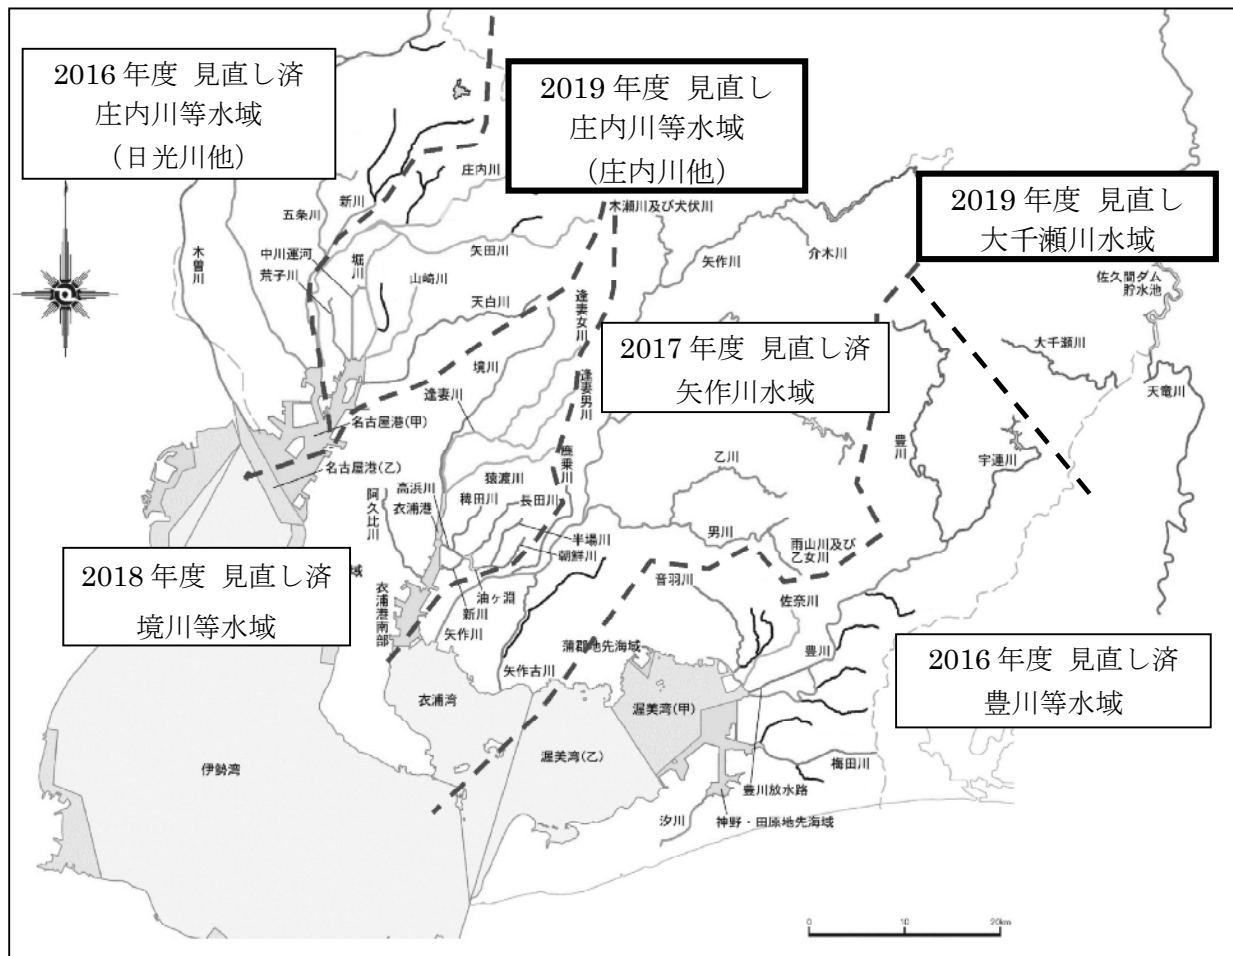 2016 年度 見直し済
庄内川等水域
（日光川他）
2019 年度 見直し
庄内川等水域
（庄内川他）
2019 年度 見直し
大千瀬川水域
2017 年度 見直し済
矢作川水域
2018 年度 見直し済
境川等水域
2016 年度 見直し済
豊川等水域
庄内川
新川
五条川
木曽川
中川運河
荒子川
堀川
矢田川
山崎川
天白川
木瀬川及び犬伏川
矢作川
介木川
佐久間ダム
貯水池
大千瀬川
天竜川
逢妻女川
境川
逢妻川
逢妻男川
名古屋港(甲)
名古屋港(乙)
鹿乗川
乙川
豊川
宇連川
猿渡川
高浜川
稗田川
長田川
衣浦港
阿久比川
半場川
朝鮮川
男川
雨山川及び
乙女川
音羽川
佐奈川
域
衣浦港南部
油ヶ淵
新川
矢作川
矢作古川
蒲郡地先海域
豊川
衣浦湾
渥美湾(甲)
渥美湾(乙)
伊勢湾
梅田川
豊川放水路
汐川
神野・田原地先海域
0
10
20km